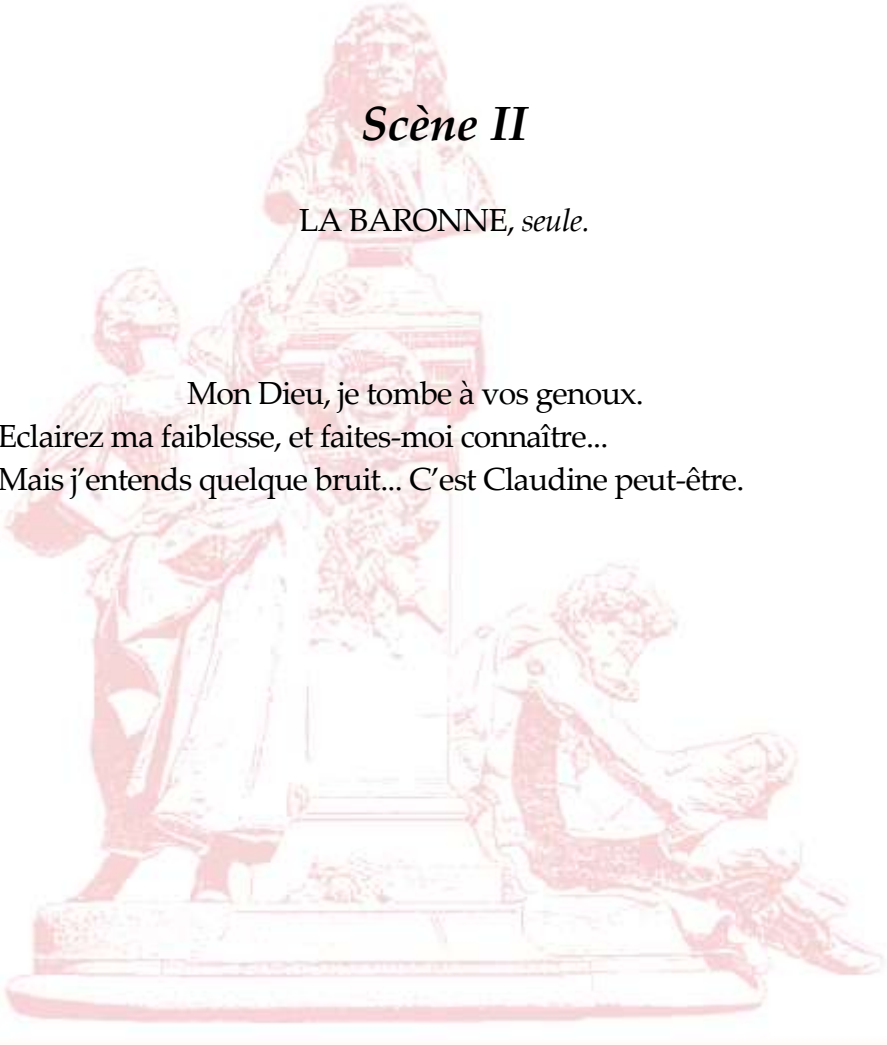 Scène II
LA BARONNE, seule.
Mon Dieu, je tombe à vos genoux.
Eclairez ma faiblesse, et faites-moi connaître...
Mais j’entends quelque bruit... C’est Claudine peut-être.